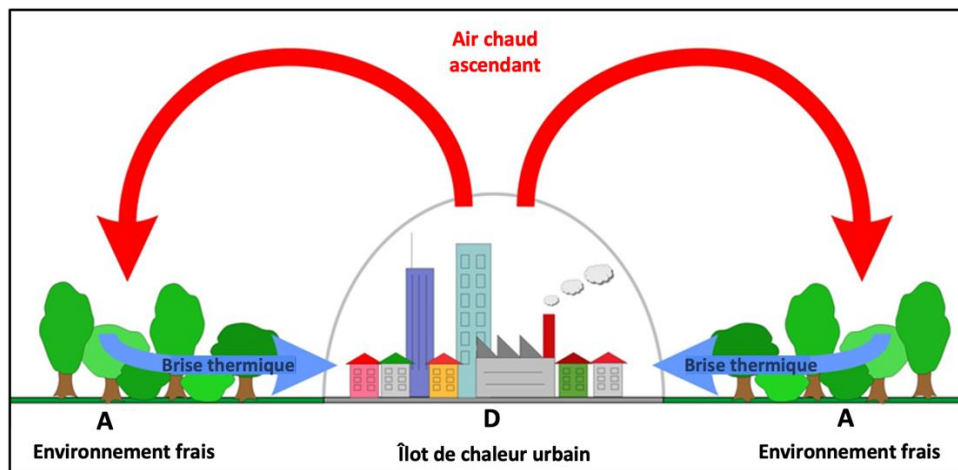 Air chaud
ascendant
Brise thermique
Brise thermique
A
D
A
Environnement frais
Îlot de chaleur urbain
Environnement frais